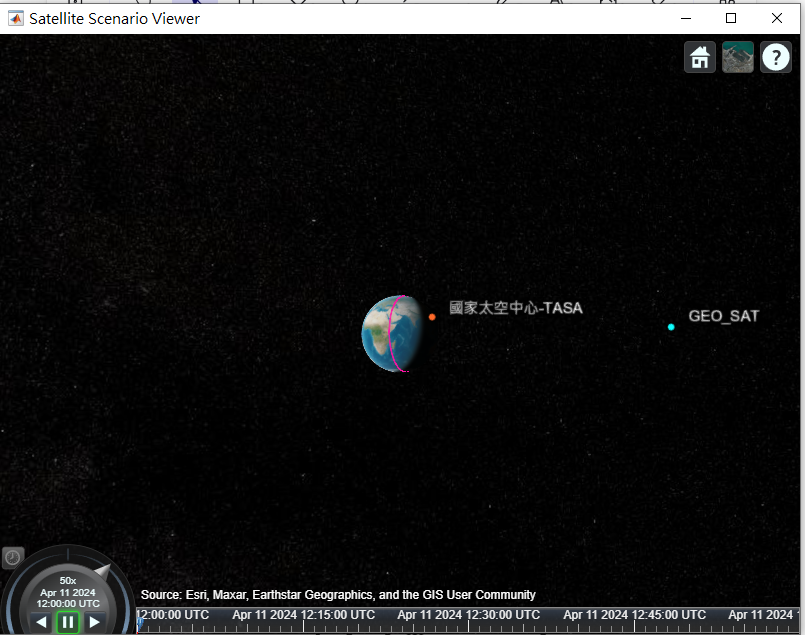 Satellite Scenario Viewer
?
國家太空中心-TASA
GEO_SAT
50x
Apr 11 2024
12:00:00 UTC
Source: Esri, Maxar, Earthstar Geographics, and the GIS User Community
12:00:00 UTC Apr 11 2024 12:15:00 UTC Apr 11 2024 12:30:00 UTC Apr 11 2024 12:45:00 UTC Apr 11 2024 1